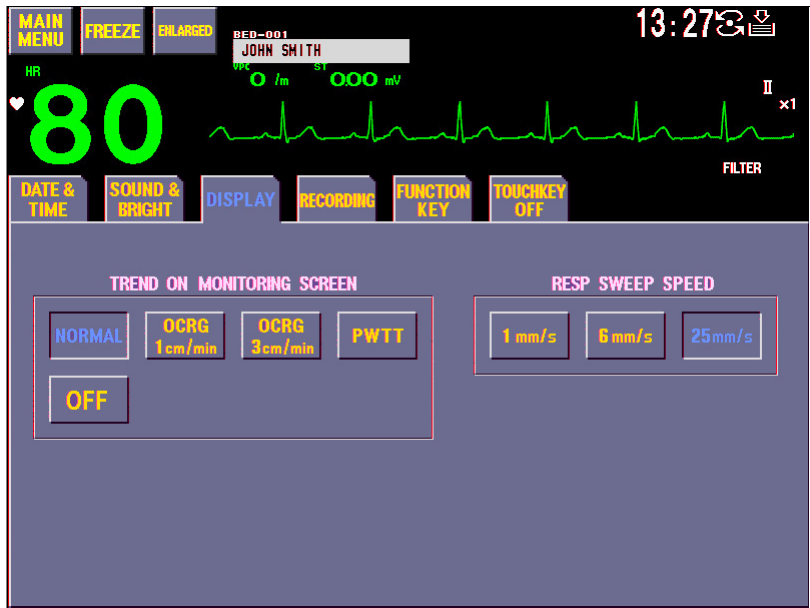 MAIN
MENU
FREEZE
ENLARGED
BED-001
JOHN SMITH
13:27
HR
80
VPC
0 /m
ST
0.00 mV
II
×1
FILTER
DATE &
TIME
SOUND &
BRIGHT
DISPLAY
RECORDING
FUNCTION
KEY
TOUCHKEY
OFF
TREND ON MONITORING SCREEN
NORMAL
OCRG
1cm/min
OCRG
3cm/min
PWTT
OFF
RESP SWEEP SPEED
1 mm/s
6 mm/s
25mm/s